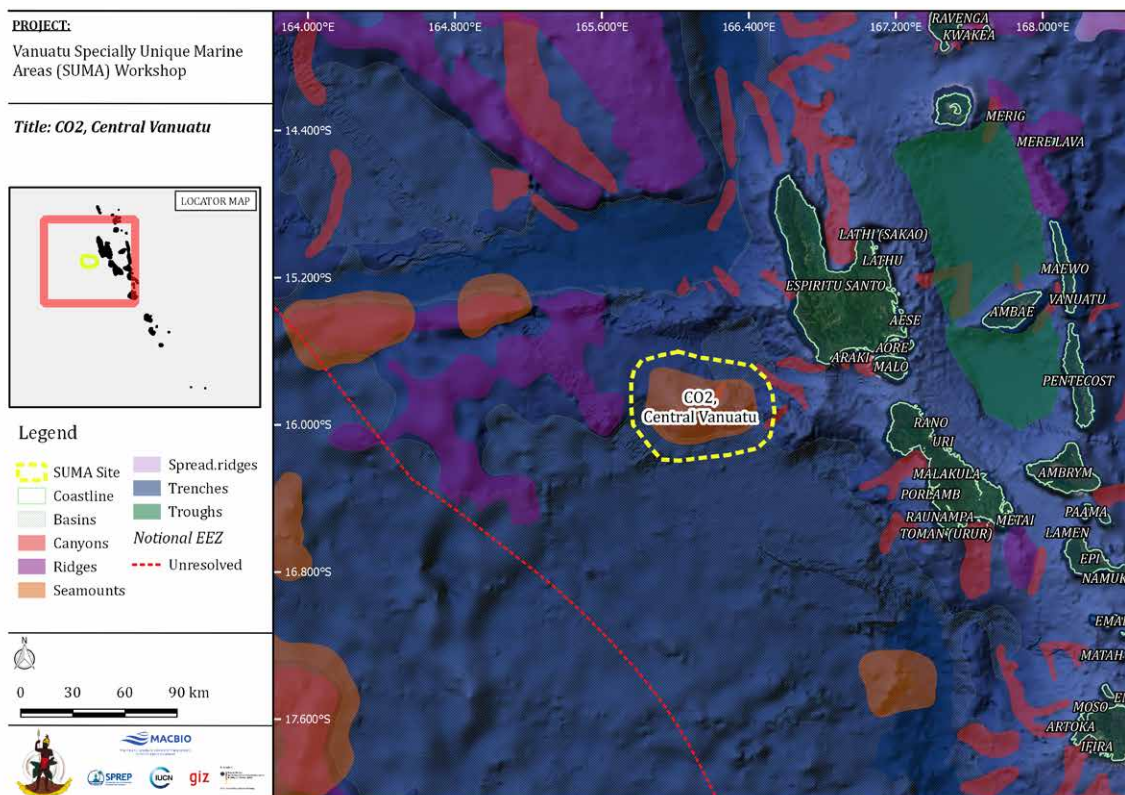 PROJECT:
Vanuatu Specially Unique Marine
Areas (SUMA) Workshop
Title: CO2, Central Vanuatu
LOCATOR MAP
Legend
SUMA Site
Coastline
Basins
Canyons
Ridges
Seamounts
Spread.ridges
Trenches
Troughs
Notional EEZ
Unresolved
N
0 30 60 90 km
MACBIO
SPREP
IUCN
giz
164.000°E 164.800°E 165.600°E 166.400°E 167.200°E 168.000°E
14.400°S
15.200°S
16.000°S
16.800°S
17.600°S
RAVENGA
KWAKEA
MERIG
MERE LAVA
LATHI (SAKAO)
LATHU
ESPIRITU SANTO
MAEWO
VANUATU
AMBAE
AESE
AORE
ARAKI
MALO
PENTECOST
CO2,
Central Vanuatu
RANO
URI
MALAKULA
AMBRYM
PORLAMB
RAUNAMPA
METAI
PAAMA
TOMAN (URUR)
LAMEN
EPI
NAMUK
EMAE
MATAH
MOSO
ARTOKA
IFIRA